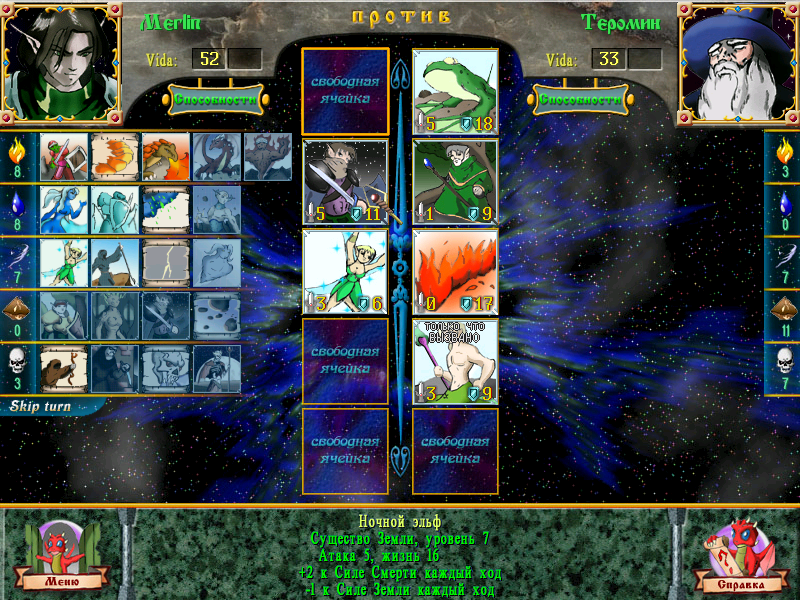 Merlin
против
Теромин
Vida: 52
Vida: 33
Способности
Способности
свободная
ячейка
5 18
5 11
1 9
3 6
0 17
ТОЛЬКО ЧТО
ВЫЗВАНО
свободная
ячейка
3 9
свободная
ячейка
свободная
ячейка
8
8
7
0
3
3
0
7
11
7
Skip turn
Ночной эльф
Существо Земли, уровень 7
Атака 5, жизнь 16
+2 к Силе Смерти каждый ход
-1 к Силе Земли каждый ход
Меню
Справка